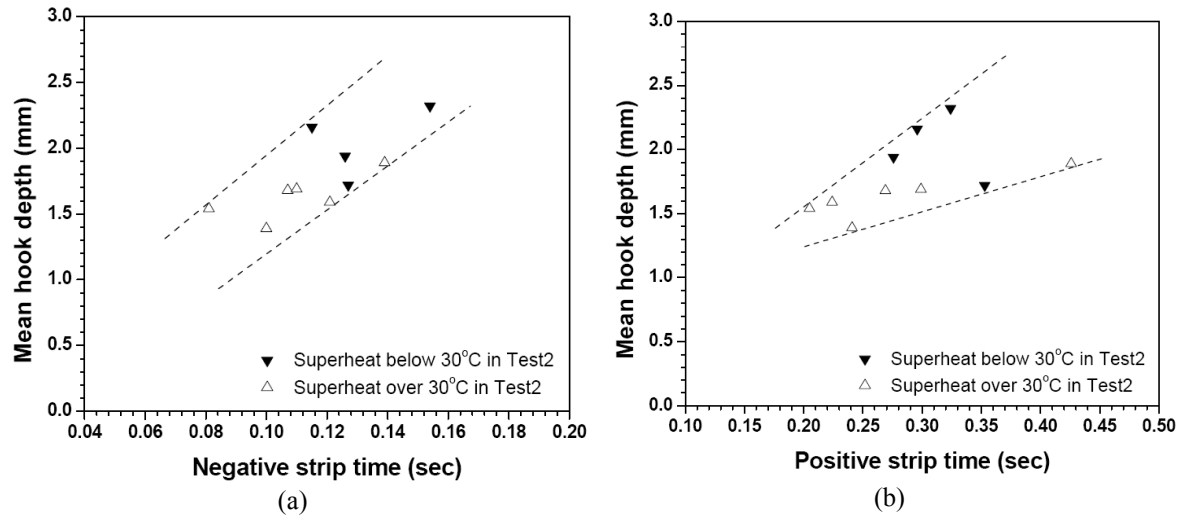 3.0
2.5
2.0
1.5
1.0
0.5
0.0
Mean hook depth (mm)
Superheat below 30°C in Test2
Superheat over 30°C in Test2
0.04 0.06 0.08 0.10 0.12 0.14 0.16 0.18 0.20
Negative strip time (sec)
(a)
3.0
2.5
2.0
1.5
1.0
0.5
0.0
Mean hook depth (mm)
Superheat below 30°C in Test2
Superheat over 30°C in Test2
0.10 0.15 0.20 0.25 0.30 0.35 0.40 0.45 0.50
Positive strip time (sec)
(b)